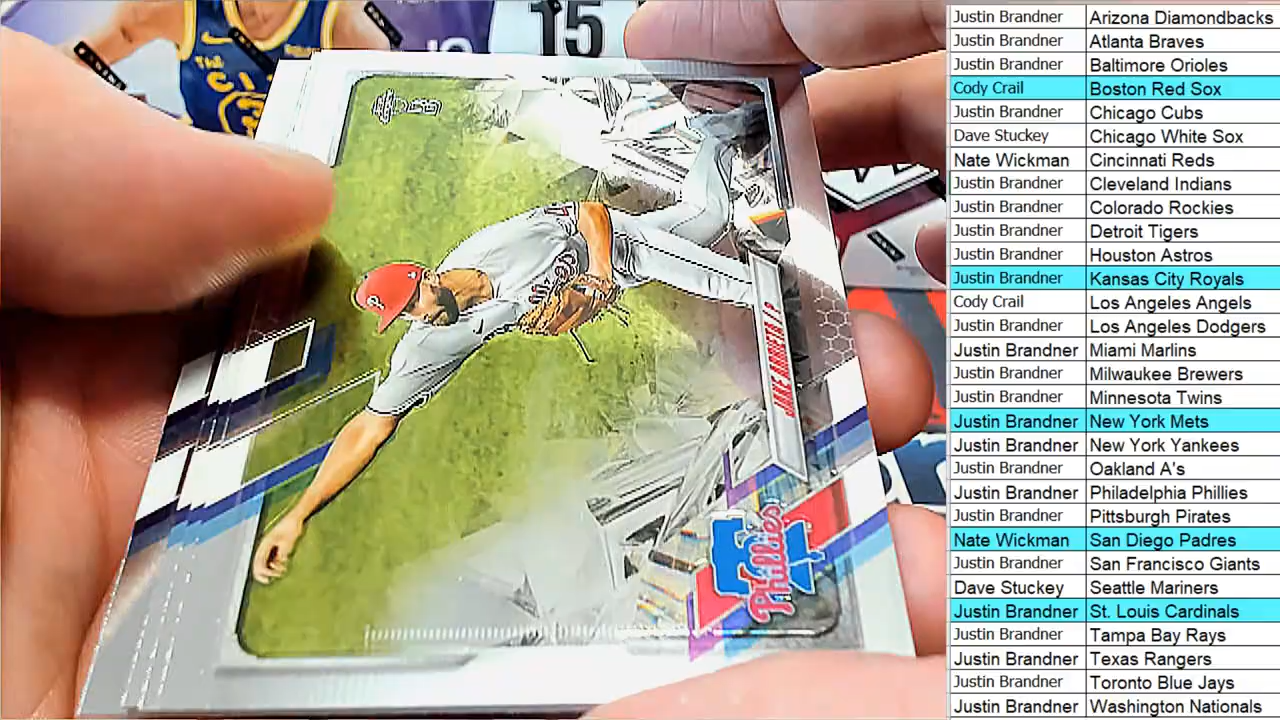 15
THE
JAKE ARRIETA | P
Phillies
P
Justin Brandner Arizona Diamondbacks
Justin Brandner Atlanta Braves
Justin Brandner Baltimore Orioles
Cody Crail Boston Red Sox
Justin Brandner Chicago Cubs
Dave Stuckey Chicago White Sox
Nate Wickman Cincinnati Reds
Justin Brandner Cleveland Indians
Justin Brandner Colorado Rockies
Justin Brandner Detroit Tigers
Justin Brandner Houston Astros
Justin Brandner Kansas City Royals
Cody Crail Los Angeles Angels
Justin Brandner Los Angeles Dodgers
Justin Brandner Miami Marlins
Justin Brandner Milwaukee Brewers
Justin Brandner Minnesota Twins
Justin Brandner New York Mets
Justin Brandner New York Yankees
Justin Brandner Oakland A's
Justin Brandner Philadelphia Phillies
Justin Brandner Pittsburgh Pirates
Nate Wickman San Diego Padres
Justin Brandner San Francisco Giants
Dave Stuckey Seattle Mariners
Justin Brandner St. Louis Cardinals
Justin Brandner Tampa Bay Rays
Justin Brandner Texas Rangers
Justin Brandner Toronto Blue Jays
Justin Brandner Washington Nationals